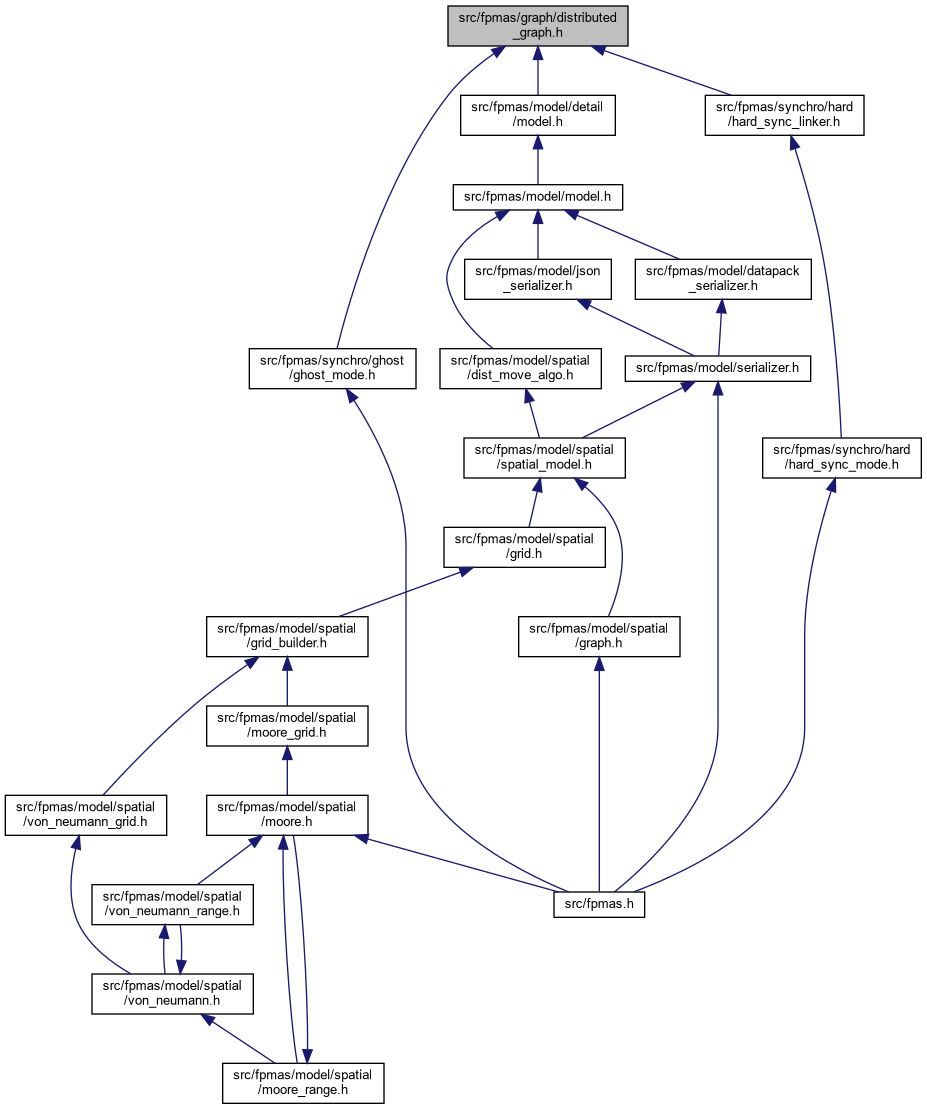 src/fpmas/graph/distributed
_graph.h
src/fpmas/model/detail
/model.h
src/fpmas/synchro/hard
/hard_sync_linker.h
src/fpmas/model/model.h
src/fpmas/model/json
_serializer.h
src/fpmas/model/datapack
_serializer.h
src/fpmas/synchro/ghost
/ghost_mode.h
src/fpmas/model/spatial
/dist_move_algo.h
src/fpmas/model/serializer.h
src/fpmas/model/spatial
/spatial_model.h
src/fpmas/synchro/hard
/hard_sync_mode.h
src/fpmas/model/spatial
/grid.h
src/fpmas/model/spatial
/grid_builder.h
src/fpmas/model/spatial
/graph.h
src/fpmas/model/spatial
/moore_grid.h
src/fpmas/model/spatial
/von_neumann_grid.h
src/fpmas/model/spatial
/moore.h
src/fpmas/model/spatial
/von_neumann_range.h
src/fpmas.h
src/fpmas/model/spatial
/von_neumann.h
src/fpmas/model/spatial
/moore_range.h